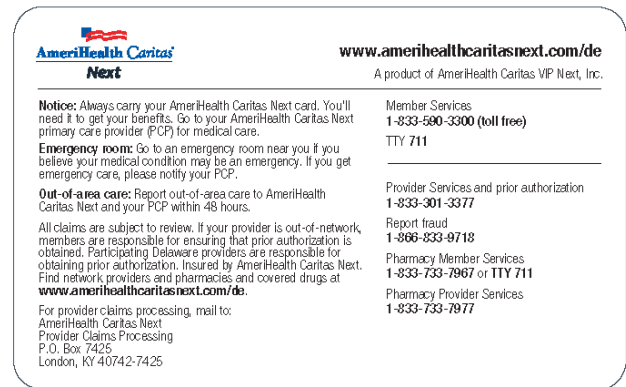 AmeriHealth Caritas
Next
www.amerihealthcaritasnext.com/de
A product of AmeriHealth Caritas VIP Next, Inc.
Notice: Always carry your AmeriHealth Caritas Next card. You'll
need it to get your benefits. Go to your AmeriHealth Caritas Next
primary care provider (PCP) for medical care.
Emergency room: Go to an emergency room near you if you
believe your medical condition may be an emergency. If you get
emergency care, please notify your PCP.
Out-of-area care: Report out-of-area care to AmeriHealth
Caritas Next and your PCP within 48 hours.
All claims are subject to review. If your provider is out-of-network,
members are responsible for ensuring that prior authorization is
obtained. Participating Delaware providers are responsible for
obtaining prior authorization. Insured by AmeriHealth Caritas Next.
Find network providers and pharmacies and covered drugs at
www.amerihealthcaritasnext.com/de.
For provider claims processing, mail to:
AmeriHealth Caritas Next
Provider Claims Processing
P.O. Box 7425
London, KY 40742-7425
Member Services
1-833-590-3300 (toll free)
TTY 711
Provider Services and prior authorization
1-833-301-3377
Report fraud
1-866-833-9718
Pharmacy Member Services
1-833-733-7967 or TTY 711
Pharmacy Provider Services
1-833-733-7977